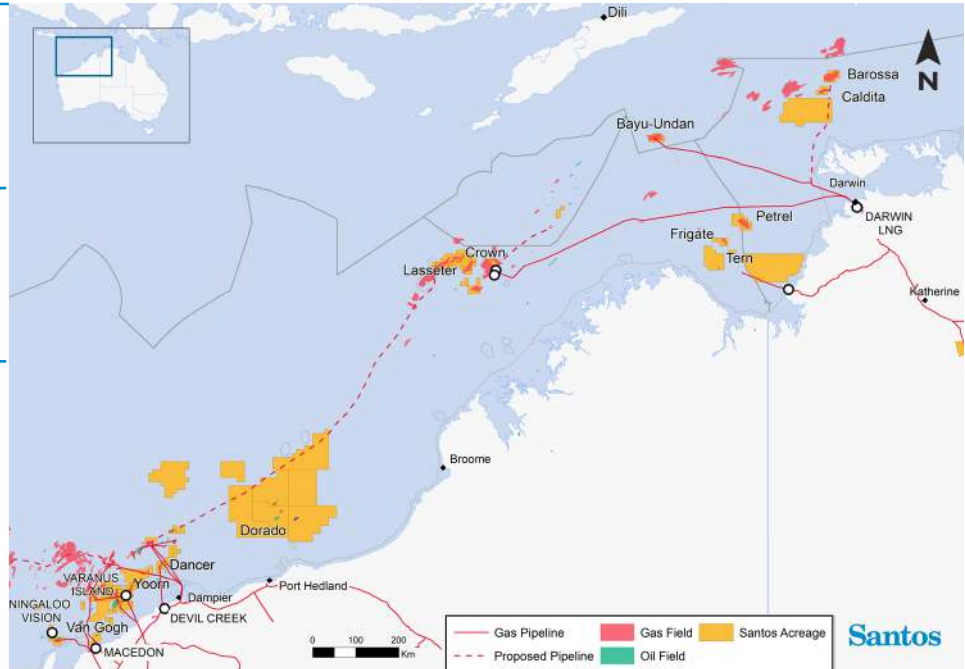 Dili
N
Barossa
Caldita
Bayu-Undan
Darwin
DARWIN
LNG
Petrel
Frigate
Tern
Crown
Lasseter
Katherine
Broome
Dorado
Dancer
VARANUS
ISLAND
Yoorn
Port Hedland
Dampier
NINGALOO
VISION
DEVIL CREEK
Van Gogh
MACEDON
0 100 200
Km
Gas Pipeline
Gas Field
Santos Acreage
Proposed Pipeline
Oil Field
Santos